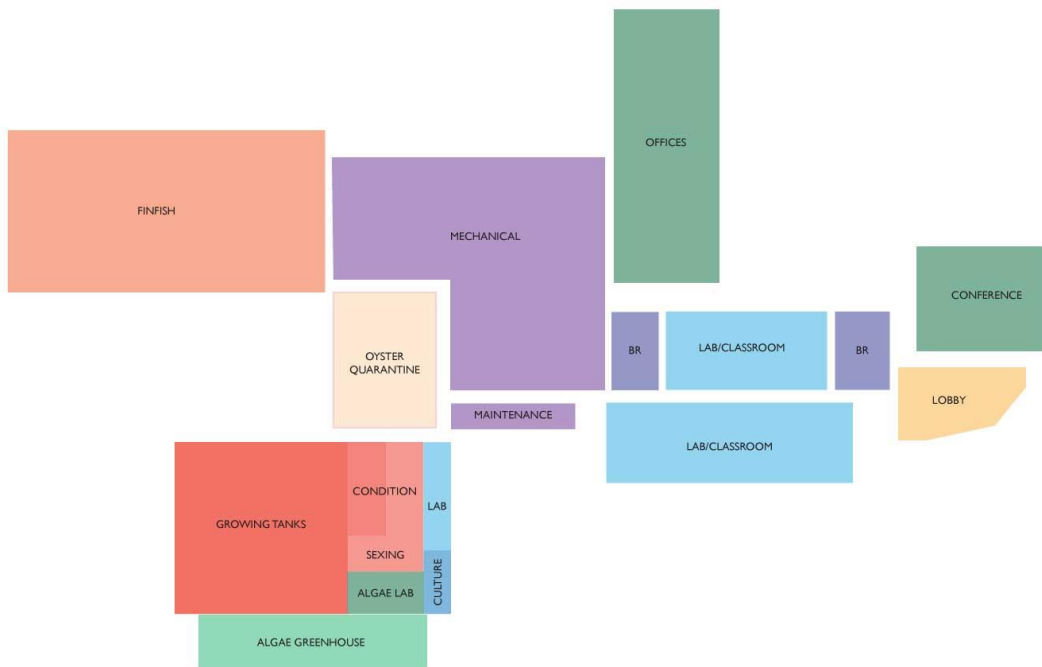 OFFICES
FINFISH
MECHANICAL
CONFERENCE
BR
LAB/CLASSROOM
BR
OYSTER
QUARANTINE
LOBBY
MAINTENANCE
LAB/CLASSROOM
CONDITION
LAB
GROWING TANKS
SEXING
CULTURE
ALGAE LAB
ALGAE GREENHOUSE